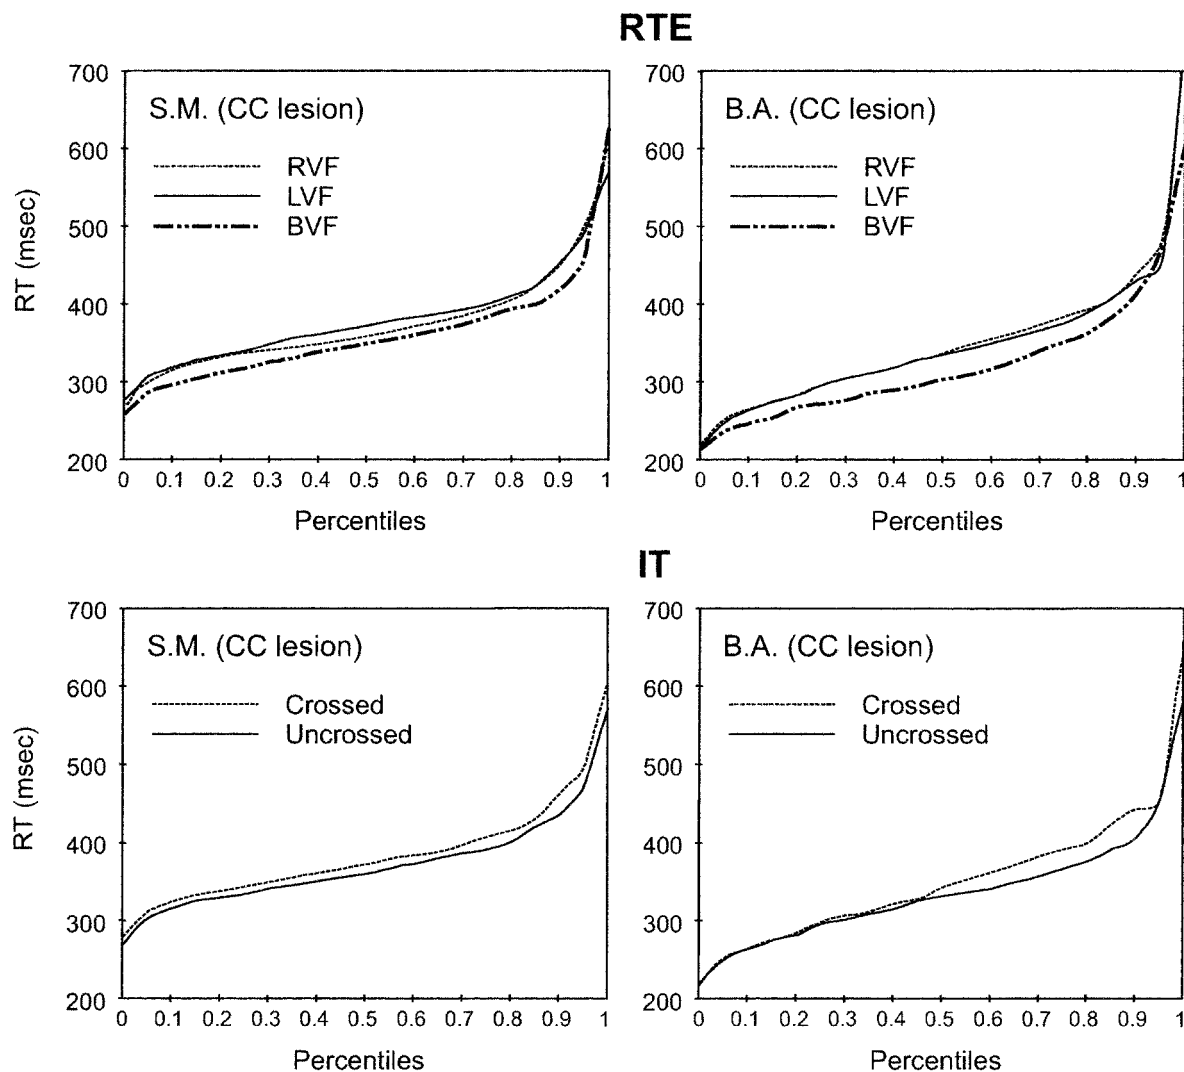 RTE
700
600
500
400
300
200
RT (msec)
S.M. (CC lesion)
RVF
LVF
BVF
0 0.1 0.2 0.3 0.4 0.5 0.6 0.7 0.8 0.9 1
Percentiles
700
600
500
400
300
200
B.A. (CC lesion)
RVF
LVF
BVF
0 0.1 0.2 0.3 0.4 0.5 0.6 0.7 0.8 0.9 1
Percentiles
IT
700
600
500
400
300
200
RT (msec)
S.M. (CC lesion)
Crossed
Uncrossed
0 0.1 0.2 0.3 0.4 0.5 0.6 0.7 0.8 0.9 1
Percentiles
700
600
500
400
300
200
B.A. (CC lesion)
Crossed
Uncrossed
0 0.1 0.2 0.3 0.4 0.5 0.6 0.7 0.8 0.9 1
Percentiles